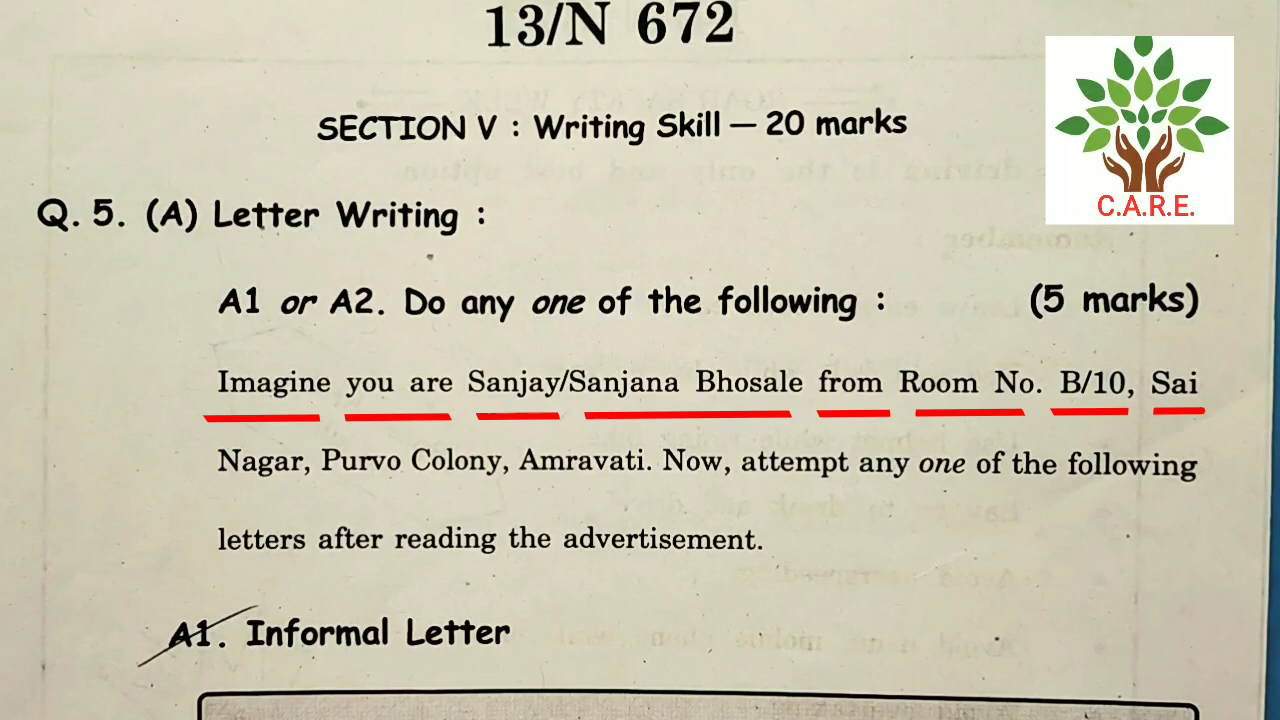 13/N 672
SECTION V : Writing Skill — 20 marks
C.A.R.E.
Q. 5. (A) Letter Writing :
A1 or A2. Do any one of the following : (5 marks)
Imagine you are Sanjay/Sanjana Bhosale from Room No. B/10, Sai
Nagar, Purvo Colony, Amravati. Now, attempt any one of the following
letters after reading the advertisement.
A1. Informal Letter